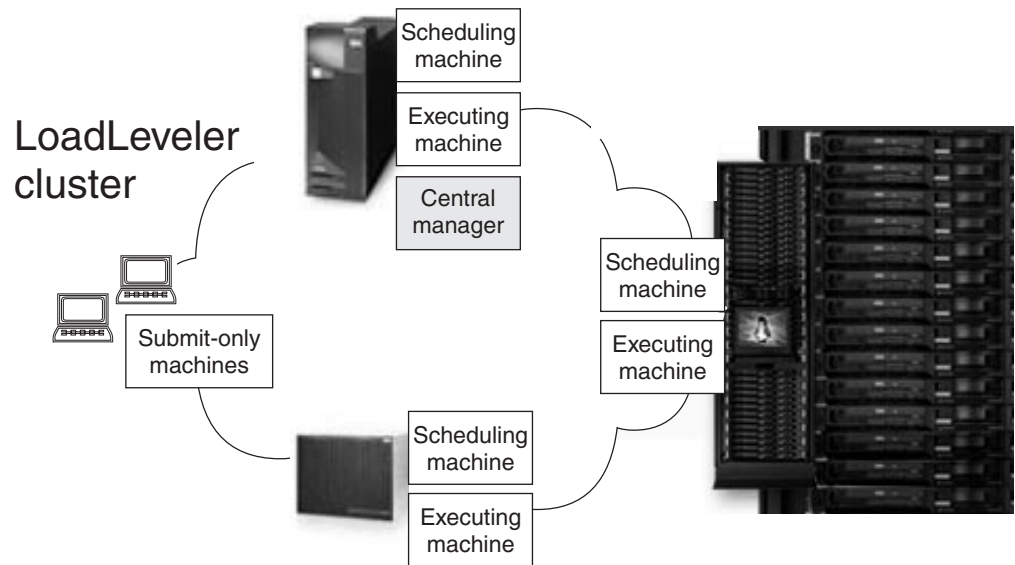 LoadLeveler
cluster
Scheduling
machine
Executing
machine
Central
manager
Submit-only
machines
Scheduling
machine
Executing
machine
Scheduling
machine
Executing
machine